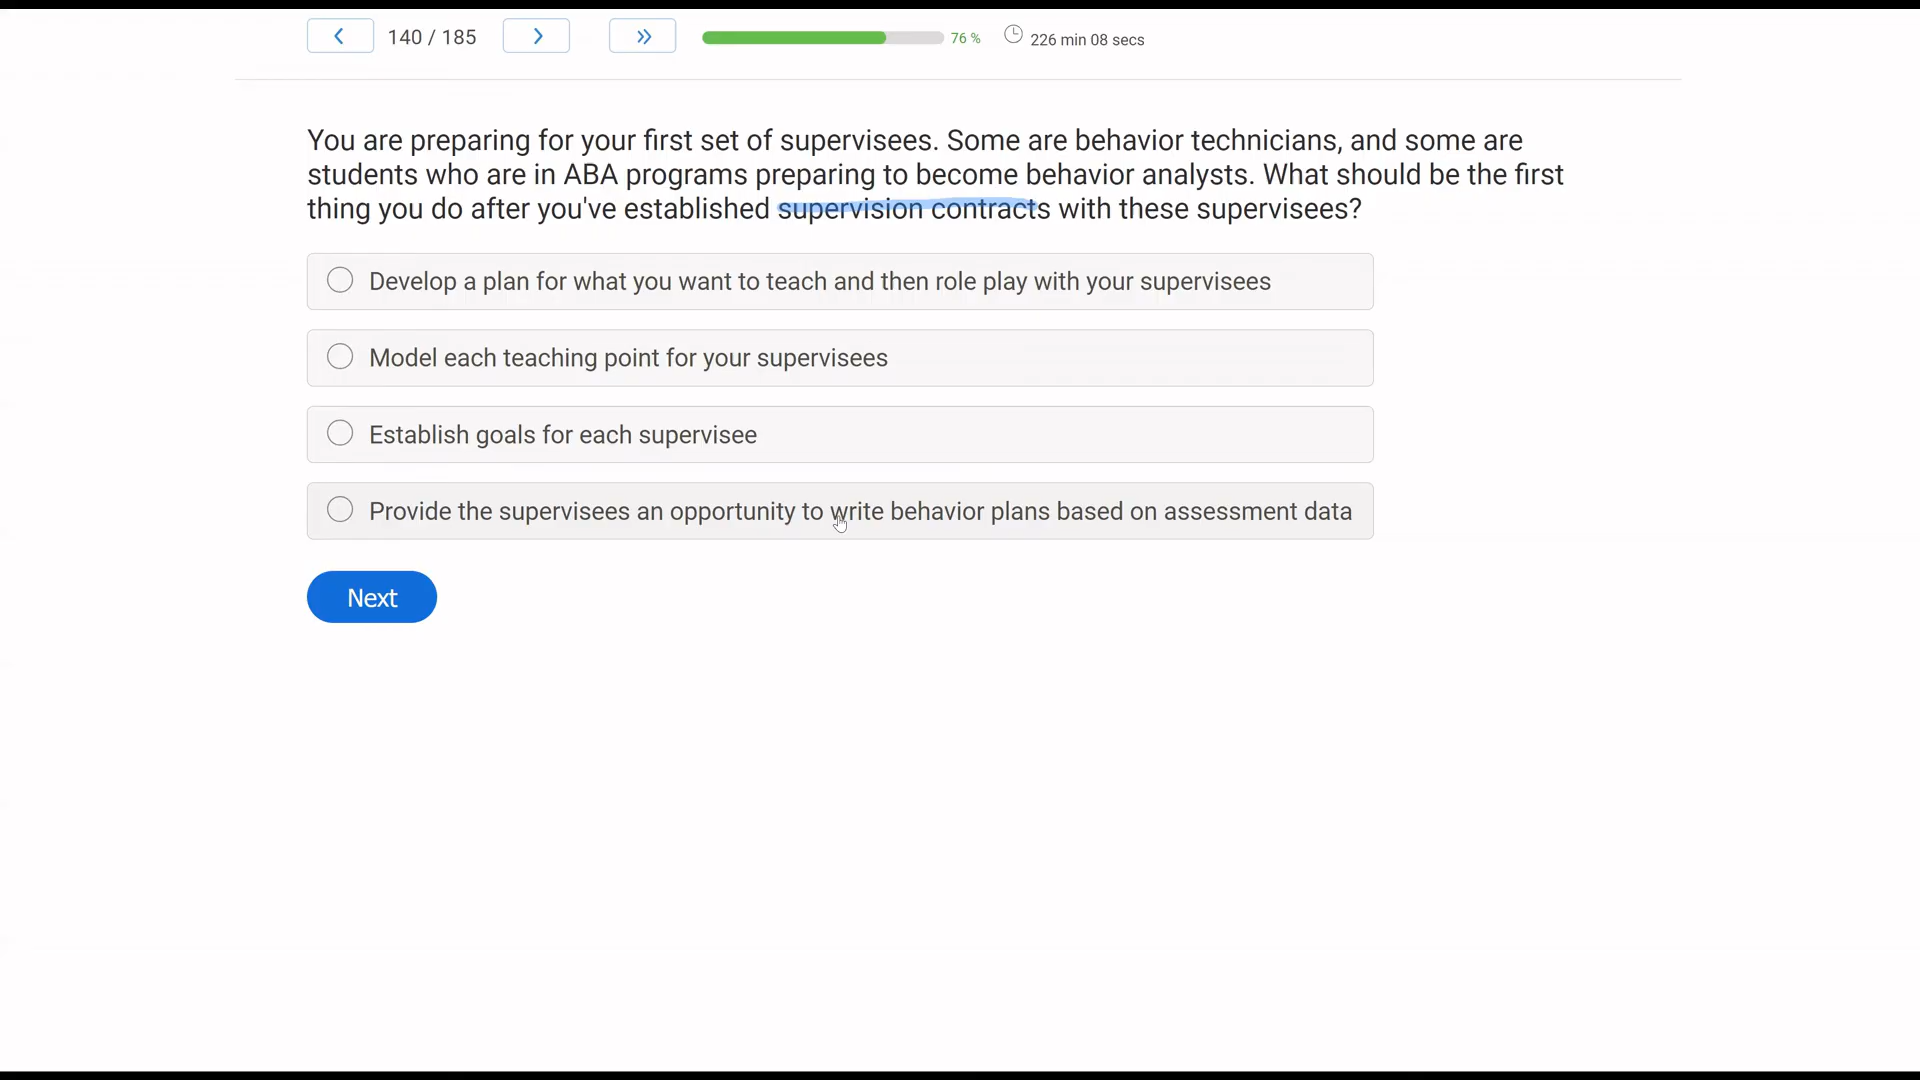 140 / 185
76 %
226 min 08 secs
You are preparing for your first set of supervisees. Some are behavior technicians, and some are
students who are in ABA programs preparing to become behavior analysts. What should be the first
thing you do after you've established supervision contracts with these supervisees?
Develop a plan for what you want to teach and then role play with your supervisees
Model each teaching point for your supervisees
Establish goals for each supervisee
Provide the supervisees an opportunity to write behavior plans based on assessment data
Next